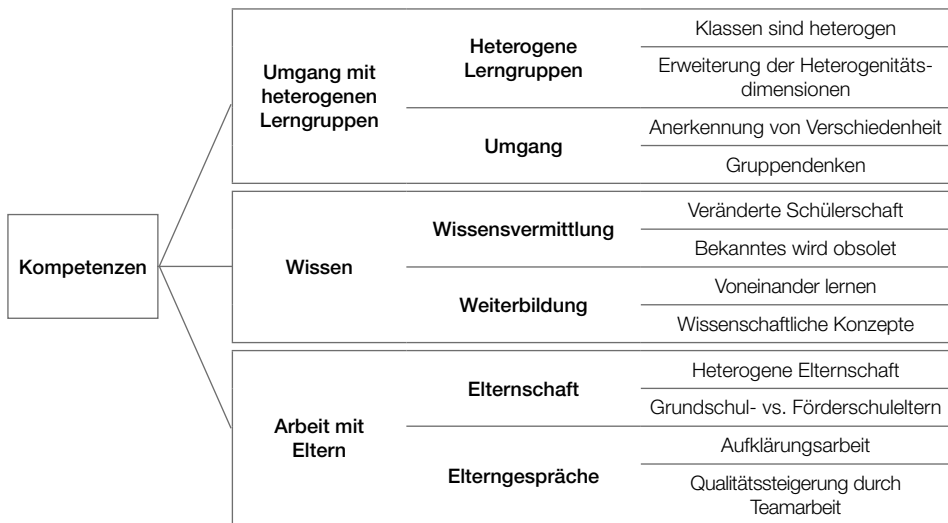 Kompetenzen
Umgang mit
heterogenen
Lerngruppen
Heterogene
Lerngruppen
Klassen sind heterogen
Erweiterung der Heterogenitäts-
dimensionen
Umgang
Anerkennung von Verschiedenheit
Gruppendenken
Wissen
Wissensvermittlung
Veränderte Schülerschaft
Bekanntes wird obsolet
Weiterbildung
Voneinander lernen
Wissenschaftliche Konzepte
Arbeit mit
Eltern
Elternschaft
Heterogene Elternschaft
Grundschul- vs. Förderschuleltern
Elterngespräche
Aufklärungsarbeit
Qualitätssteigerung durch
Teamarbeit